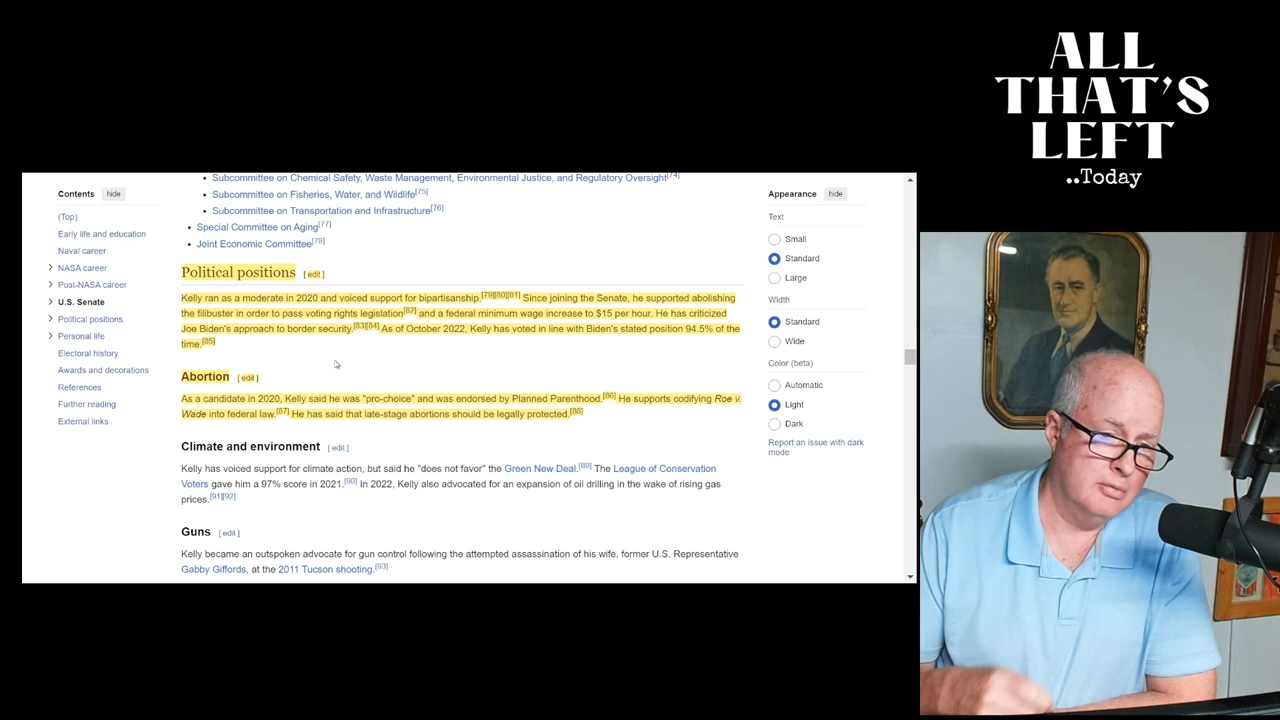 ALL
THAT'S
LEFT
..Today
Contents hide
(Top)
Early life and education
Naval career
NASA career
Post-NASA career
U.S. Senate
Political positions
Personal life
Electoral history
Awards and decorations
References
Further reading
External links
• Subcommittee on Chemical Safety, Waste Management, Environmental Justice, and Regulatory Oversight[74]
• Subcommittee on Fisheries, Water, and Wildlife[75]
• Subcommittee on Transportation and Infrastructure[76]
• Special Committee on Aging[77]
• Joint Economic Committee[78]
Political positions [ edit ]
Kelly ran as a moderate in 2020 and voiced support for bipartisanship.[79][80][81] Since joining the Senate, he supported abolishing
the filibuster in order to pass voting rights legislation[82] and a federal minimum wage increase to $15 per hour. He has criticized
Joe Biden's approach to border security.[83][84] As of October 2022, Kelly has voted in line with Biden's stated position 94.5% of the
time.[85]
Abortion [ edit ]
As a candidate in 2020, Kelly said he was "pro-choice" and was endorsed by Planned Parenthood.[86] He supports codifying Roe v.
Wade into federal law.[87] He has said that late-stage abortions should be legally protected.[88]
Climate and environment [ edit ]
Kelly has voiced support for climate action, but said he "does not favor" the Green New Deal.[89] The League of Conservation
Voters gave him a 97% score in 2021.[90] In 2022, Kelly also advocated for an expansion of oil drilling in the wake of rising gas
prices.[91][92]
Guns [ edit ]
Kelly became an outspoken advocate for gun control following the attempted assassination of his wife, former U.S. Representative
Gabby Giffords, at the 2011 Tucson shooting.[93]
Appearance hide
Text
Small
Standard
Large
Width
Standard
Wide
Color (beta)
Automatic
Light
Dark
Report an issue with dark
mode